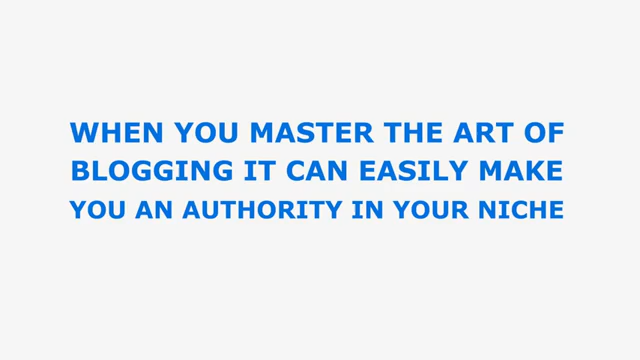 WHEN YOU MASTER THE ART OF
BLOGGING IT CAN EASILY MAKE
YOU AN AUTHORITY IN YOUR NICHE